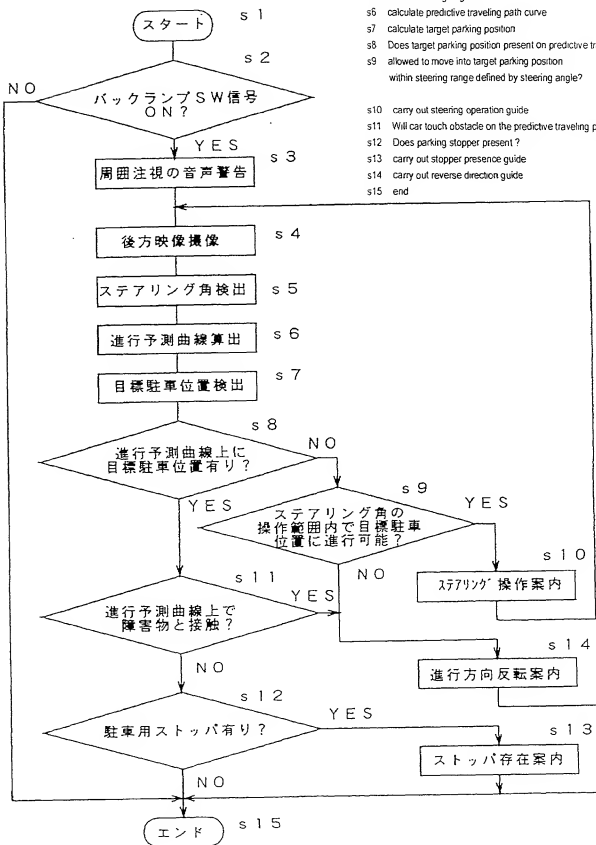 s6 calculate predictive traveling path curve
s7 calculate target parking position
s8 Does target parking position present on predictive
s9 allowed to move into target parking position
within steering range defined by steering angle?
s10 carry out steering operation guide
s11 Will car touch obstacle on the predictive traveling
s12 Does parking stopper present ?
s13 carry out stopper presence guide
s14 carry out reverse direction guide
s15 end
スタート
s1
s2
NO
バックランプSW信号
ON?
YES
s3
周囲注視の音声警告
後方映像撮像
s4
ステアリング角検出
s5
進行予測曲線算出
s6
目標駐車位置検出
s7
s8
NO
進行予測曲線上に
目標駐車位置有り?
YES
s9
YES
ステアリング角の
操作範囲内で目標駐車
位置に進行可能?
NO
s10
ステアリング操作案内
s11
YES
進行予測曲線上で
障害物と接触?
NO
s14
進行方向反転案内
s12
YES
駐車用ストッパ有り?
NO
s13
ストッパ存在案内
エンド
s15